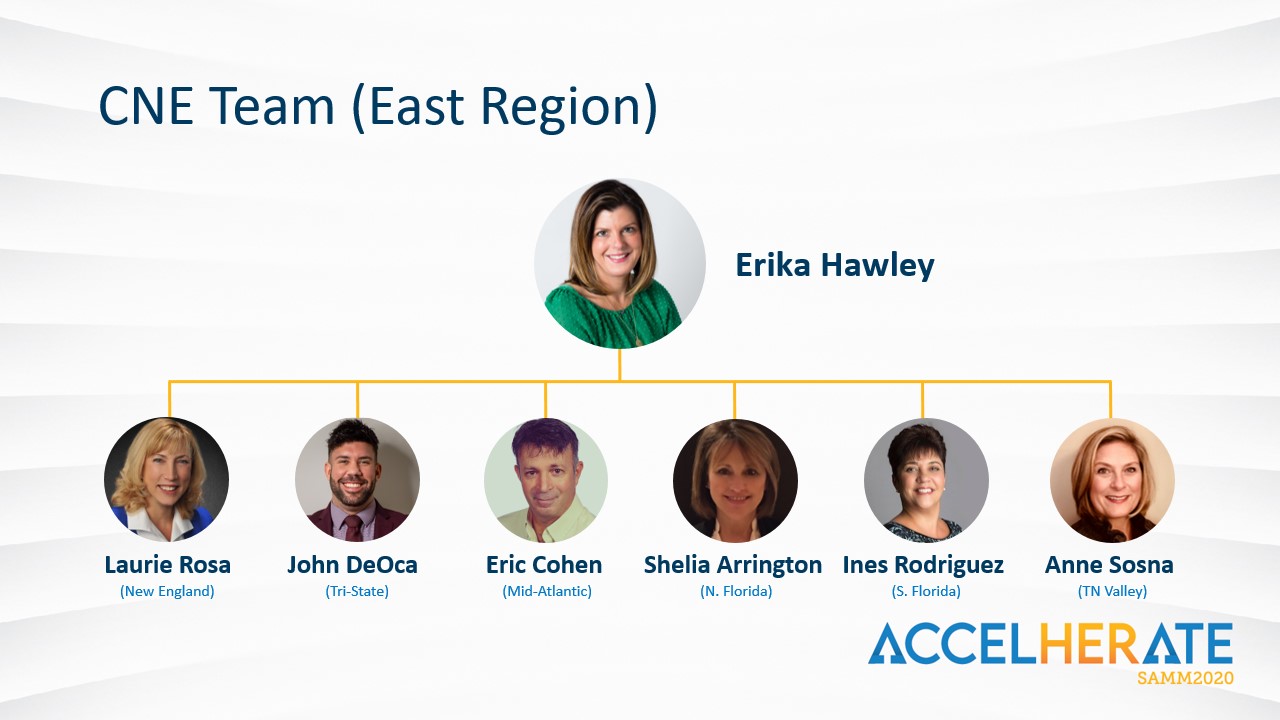 CNE Team (East Region)
Erika Hawley
Laurie Rosa
(New England)
John DeOca
(Tri-State)
Eric Cohen
(Mid-Atlantic)
Shelia Arrington
(N. Florida)
Ines Rodriguez
(S. Florida)
Anne Sosna
(TN Valley)
ACCELHERATE
SAMM2020